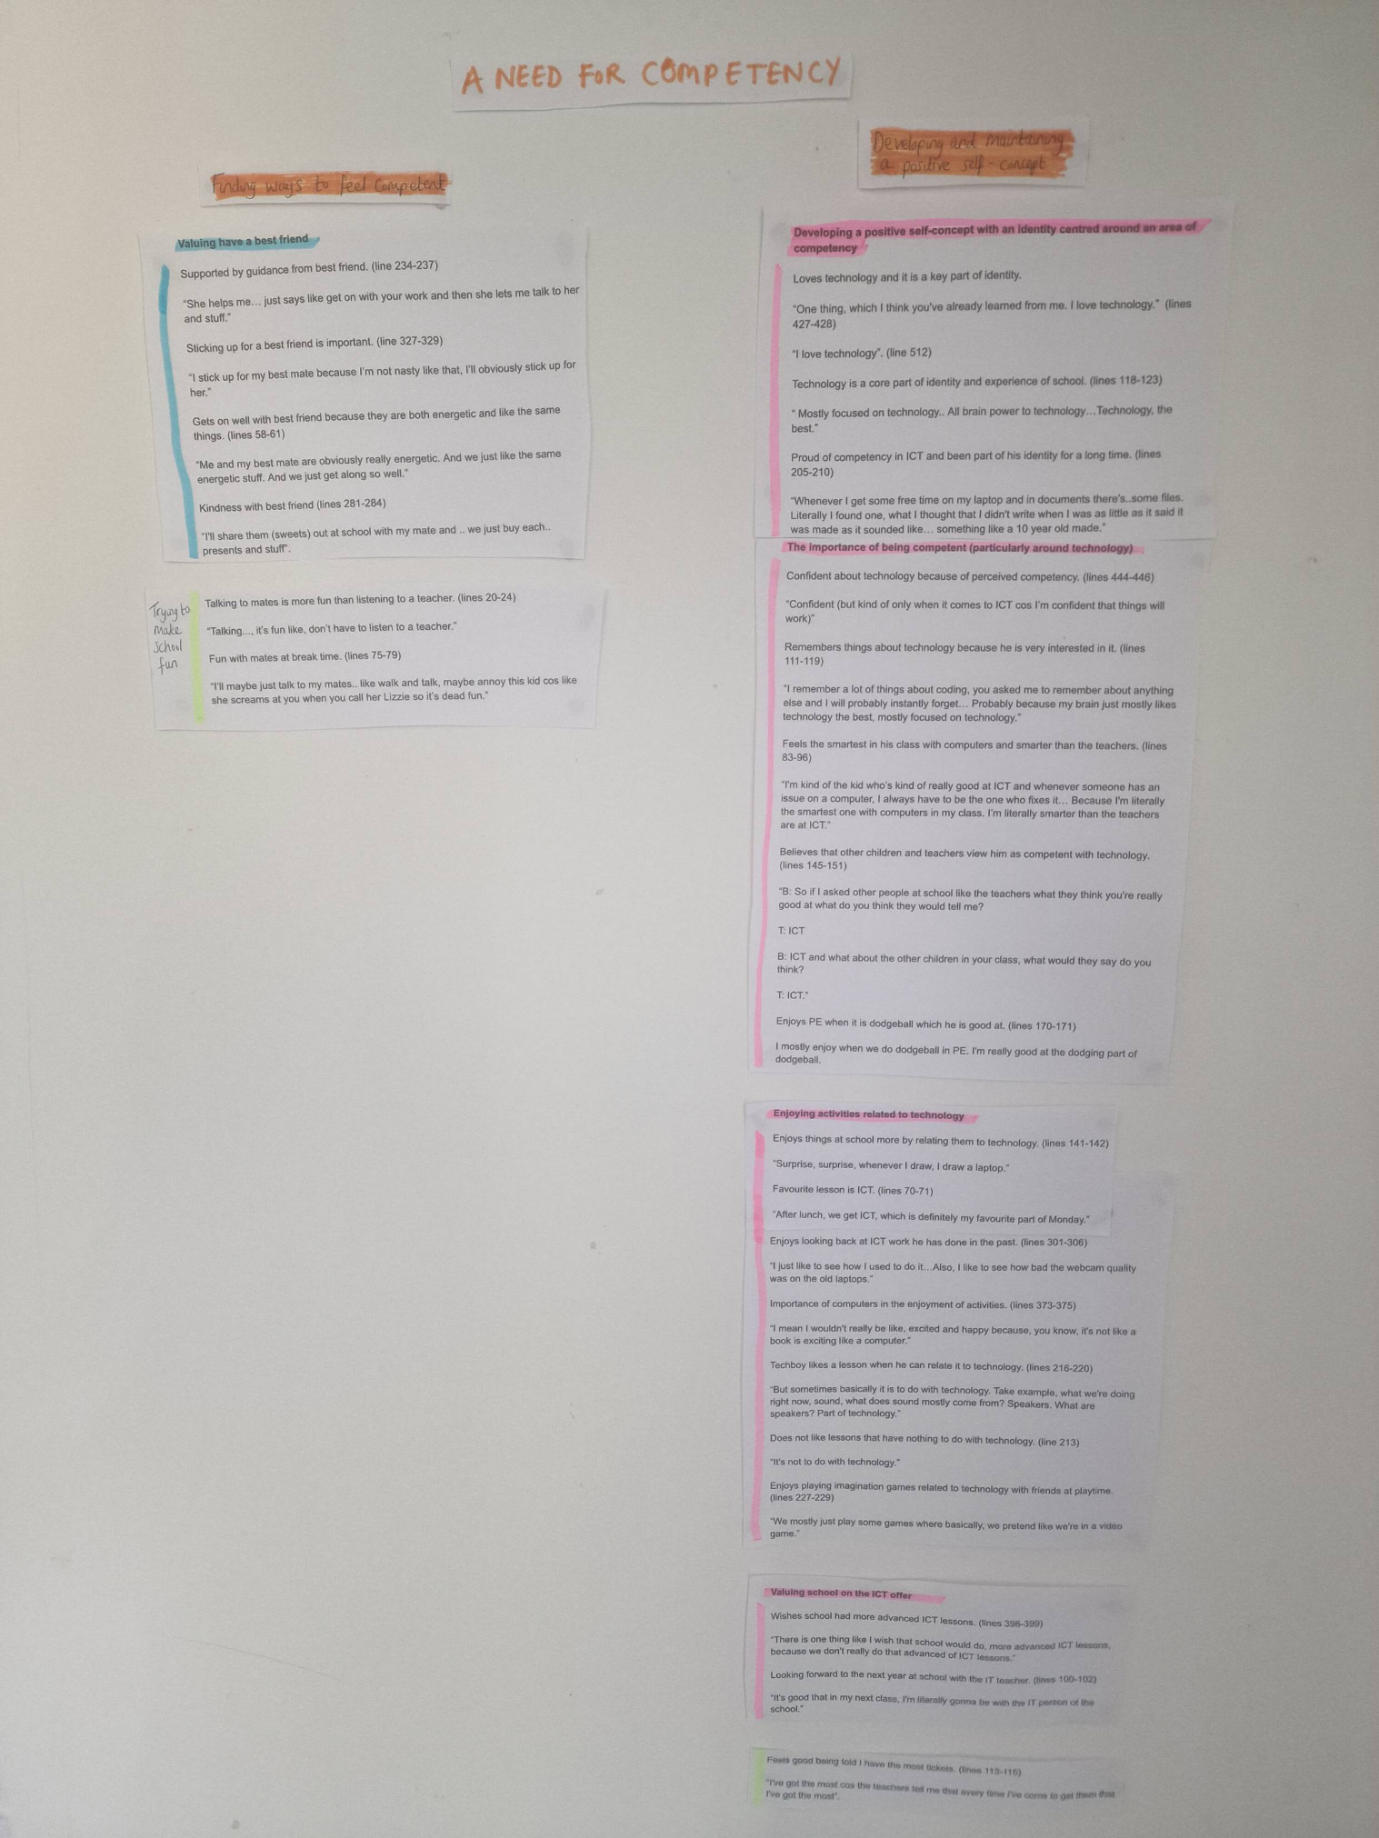 A NEED FOR COMPETENCY
Finding ways to feel Competent
Valuing have a best friend
Supported by guidance from best friend. (line 234-237)
"She helps me... just says like get on with your work and then she lets me talk to her
and stuff."
Sticking up for a best friend is important. (line 327-329)
"I stick up for my best mate because I'm not nasty like that, I'll obviously stick up for
her."
Gets on well with best friend because they are both energetic and like the same
things. (lines 58-61)
"Me and my best mate are obviously really energetic. And we just like the same
energetic stuff. And we just get along so well."
Kindness with best friend (lines 281-284)
"I'll share them (sweets) out at school with my mate and .. we just buy each..
presents and stuff".
Trying to
make
School
fun
Talking to mates is more fun than listening to a teacher. (lines 20-24)
"Talking..., it's fun like, don't have to listen to a teacher."
Fun with mates at break time. (lines 75-79)
"I'll maybe just talk to my mates.. like walk and talk, maybe annoy this kid cos like
she screams at you when you call her Lizzie so it's dead fun."
Developing and maintaining
a positive self-concept
Developing a positive self-concept with an identity centred around an area of
competency
Loves technology and it is a key part of identity.
"One thing, which I think you've already learned from me. I love technology." (lines
427-428)
"I love technology". (line 512)
Technology is a core part of identity and experience of school. (lines 118-123)
" Mostly focused on technology.. All brain power to technology...Technology, the
best."
Proud of competency in ICT and been part of his identity for a long time. (lines
205-210)
"Whenever I get some free time on my laptop and in documents there's..some files.
Literally I found one, what I thought that I didn't write when I was as little as it said it
was made as it sounded like... something like a 10 year old made."
The importance of being competent (particularly around technology)
Confident about technology because of perceived competency. (lines 444-446)
"Confident (but kind of only when it comes to ICT cos I'm confident that things will
work)"
Remembers things about technology because he is very interested in it. (lines
111-119)
"I remember a lot of things about coding, you asked me to remember about anything
else and I will probably instantly forget... Probably because my brain just mostly likes
technology the best, mostly focused on technology."
Feels the smartest in his class with computers and smarter than the teachers. (lines
83-96)
"I'm kind of the kid who's kind of really good at ICT and whenever someone has an
issue on a computer, I always have to be the one who fixes it... Because I'm literally
the smartest one with computers in my class. I'm literally smarter than the teachers
are at ICT."
Believes that other children and teachers view him as competent with technology.
(lines 145-151)
"B: So if I asked other people at school like the teachers what they think you're really
good at what do you think they would tell me?
T: ICT
B: ICT and what about the other children in your class, what would they say do you
think?
T: ICT."
Enjoys PE when it is dodgeball which he is good at. (lines 170-171)
I mostly enjoy when we do dodgeball in PE. I'm really good at the dodging part of
dodgeball.
Enjoying activities related to technology
Enjoys things at school more by relating them to technology. (lines 141-142)
"Surprise, surprise, whenever I draw, I draw a laptop."
Favourite lesson is ICT. (lines 70-71)
"After lunch, we get ICT, which is definitely my favourite part of Monday."
Enjoys looking back at ICT work he has done in the past. (lines 301-306)
"I just like to see how I used to do it...Also, I like to see how bad the webcam quality
was on the old laptops."
Importance of computers in the enjoyment of activities. (lines 373-375)
"I mean I wouldn't really be like, excited and happy because, you know, it's not like a
book is exciting like a computer."
Techboy likes a lesson when he can relate it to technology. (lines 216-220)
"But sometimes basically it is to do with technology. Take example, what we're doing
right now, sound, what does sound mostly come from? Speakers. What are
speakers? Part of technology."
Does not like lessons that have nothing to do with technology. (line 213)
"It's not to do with technology."
Enjoys playing imagination games related to technology with friends at playtime.
(lines 227-229)
"We mostly just play some games where basically, we pretend like we're in a video
game."
Valuing school on the ICT offer
Wishes school had more advanced ICT lessons. (lines 398-399)
"There is one thing like I wish that school would do, more advanced ICT lessons,
because we don't really do that advanced of ICT lessons."
Looking forward to the next year at school with the IT teacher. (lines 100-102)
"It's good that in my next class, I'm literally gonna be with the IT person of the
school."
Feels good being told I have the most tickets. (lines 113-115)
"I've got the most cos the teachers tell me that every time I've come to get them that
I've got the most".